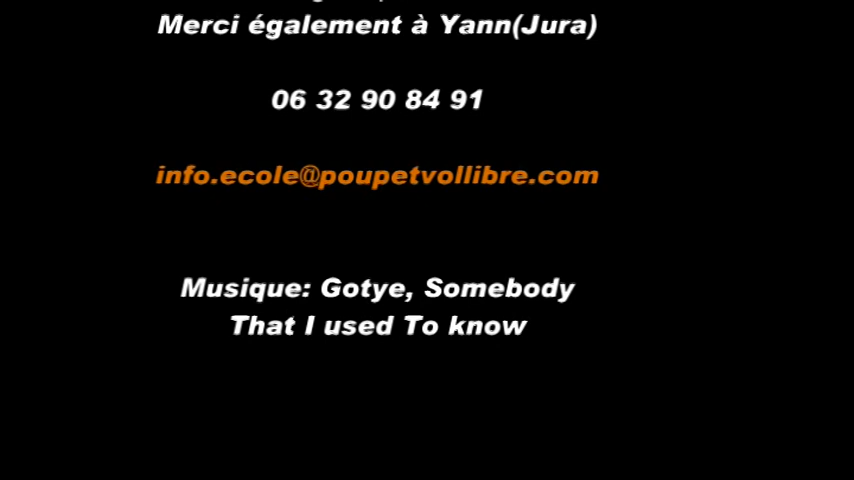 Merci également à Yann(Jura)
06 32 90 84 91
info.ecole@poupetvollibre.com
Musique: Gotye, Somebody
That I used To know